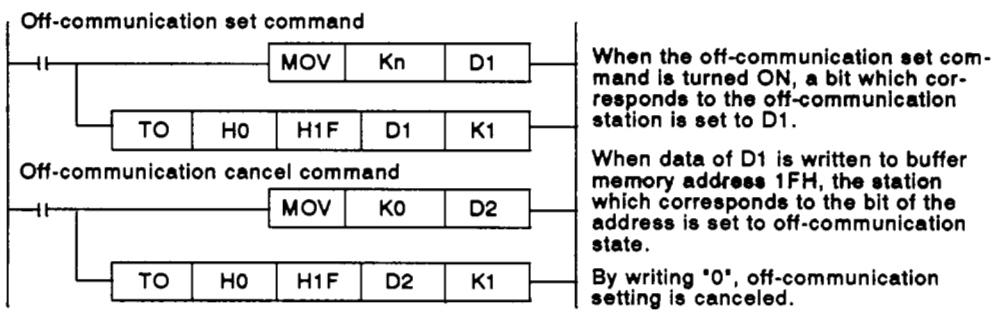 Off-communication set command
MOV Kn D1
TO H0 H1F D1 K1
Off-communication cancel command
MOV K0 D2
TO H0 H1F D2 K1
When the off-communication set com-
mand is turned ON, a bit which cor-
responds to the off-communication
station is set to D1.
When data of D1 is written to buffer
memory address 1FH, the station
which corresponds to the bit of the
address is set to off-communication
state.
By writing "0", off-communication
setting is canceled.